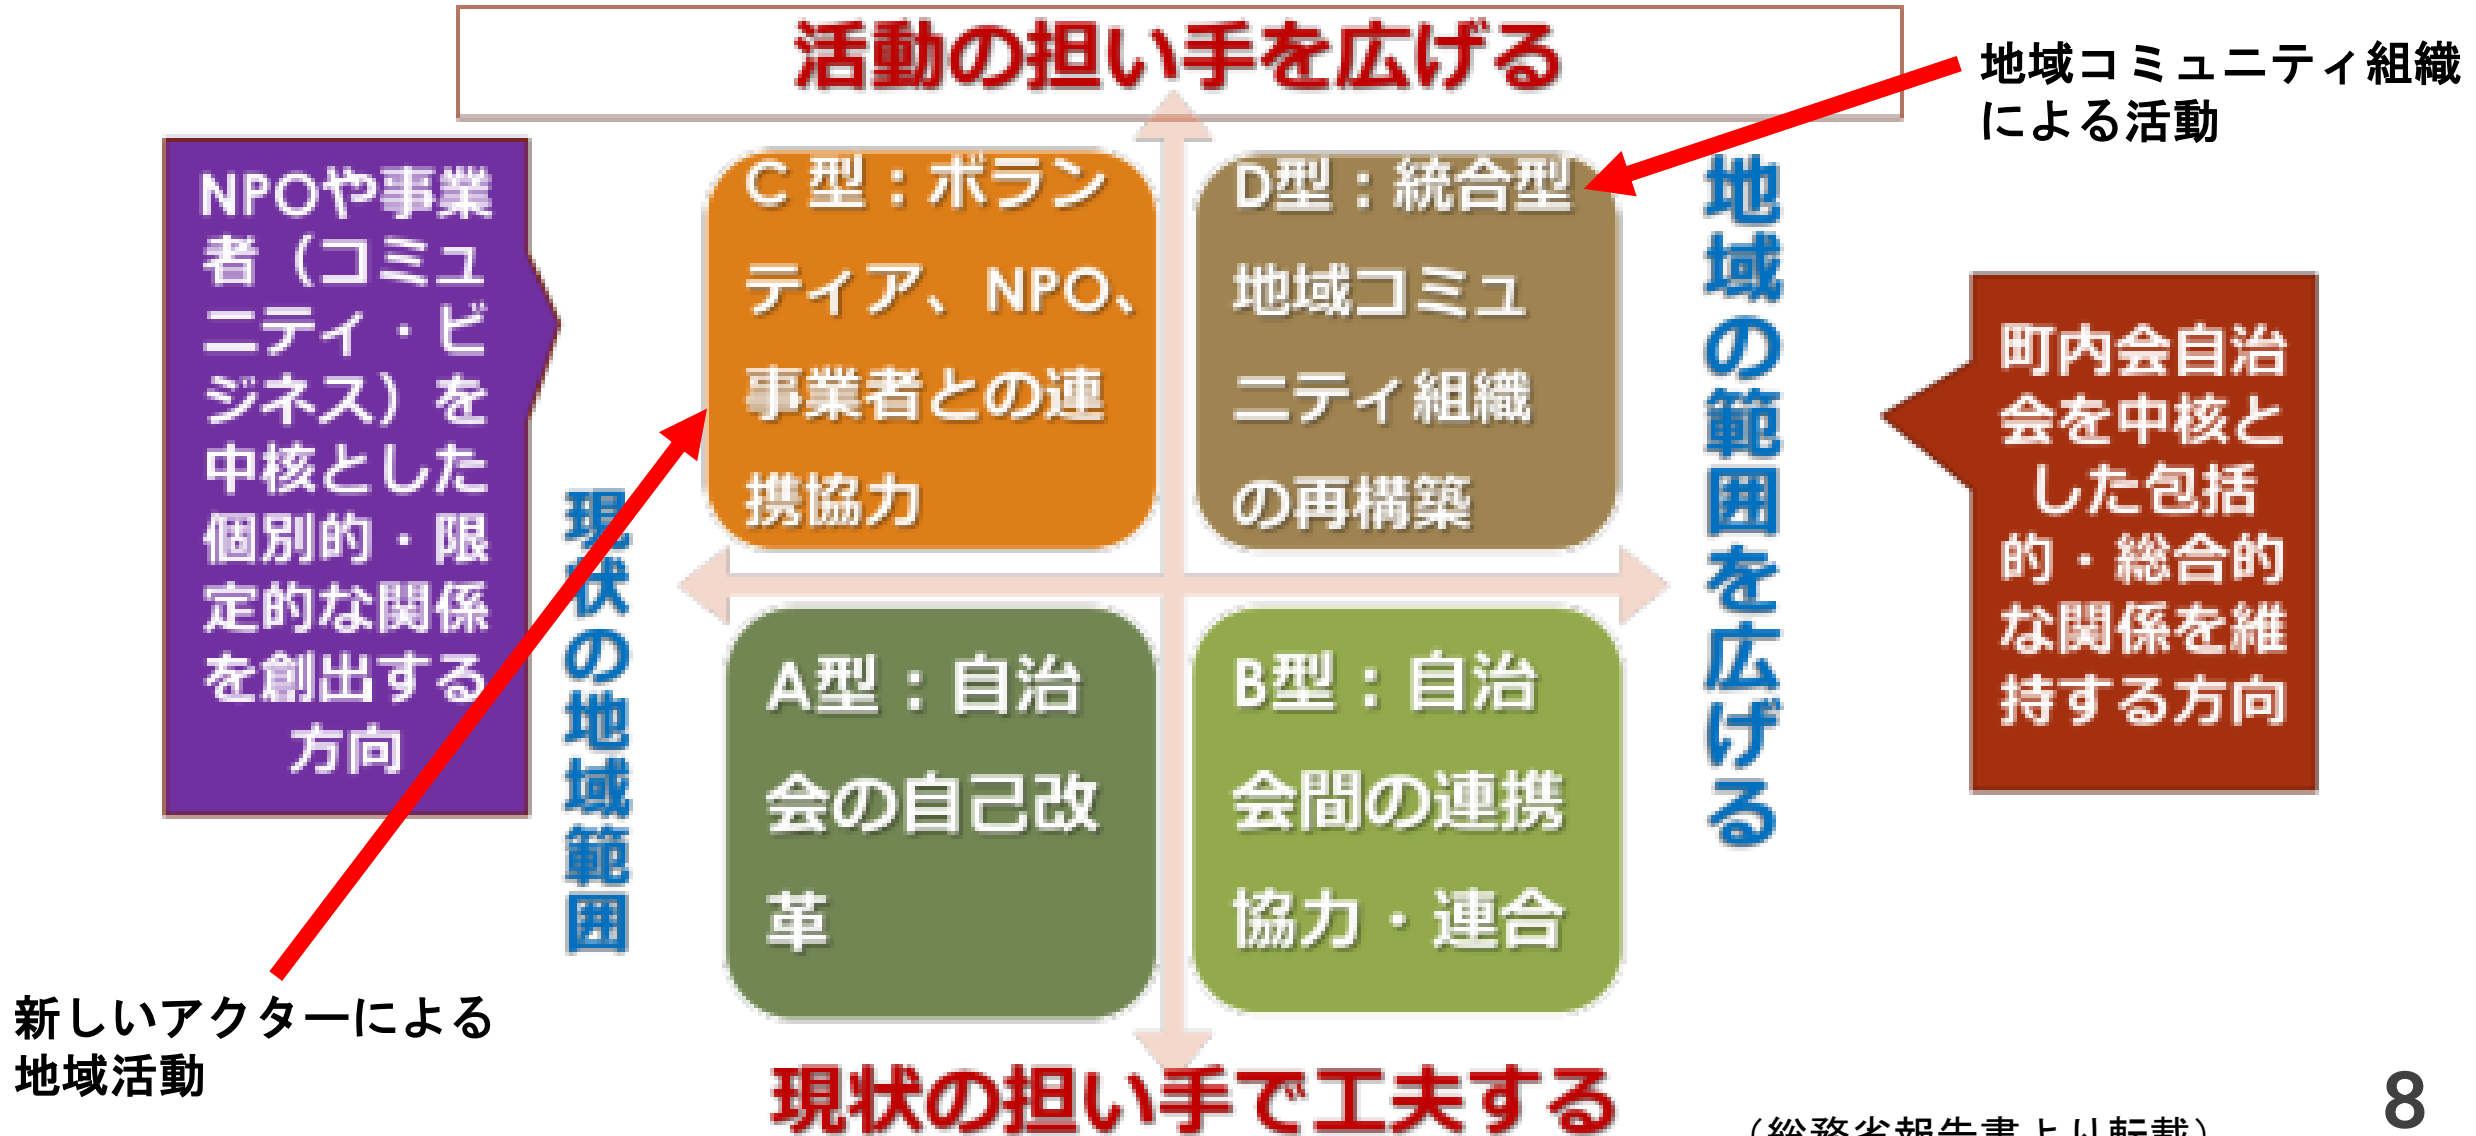 活動の担い手を広げる
地域コミュニティ組織
による活動
NPOや事業
者（コミュ
ニティ・ビ
ジネス）を
中核とした
個別的・限
定的な関係
を創出する
方向
C 型：ボラン
ティア、NPO、
事業者との連
携協力
D型：統合型
地域コミュ
ニティ組織
の再構築
地域の範囲を広げる
町内会自治
会を中核と
した包括
的・総合的
な関係を維
持する方向
現状の地域範囲
A型：自治
会の自己改
革
B型：自治
会間の連携
協力・連合
新しいアクターによる
地域活動
現状の担い手で工夫する
（総務省報告書より転載）
8